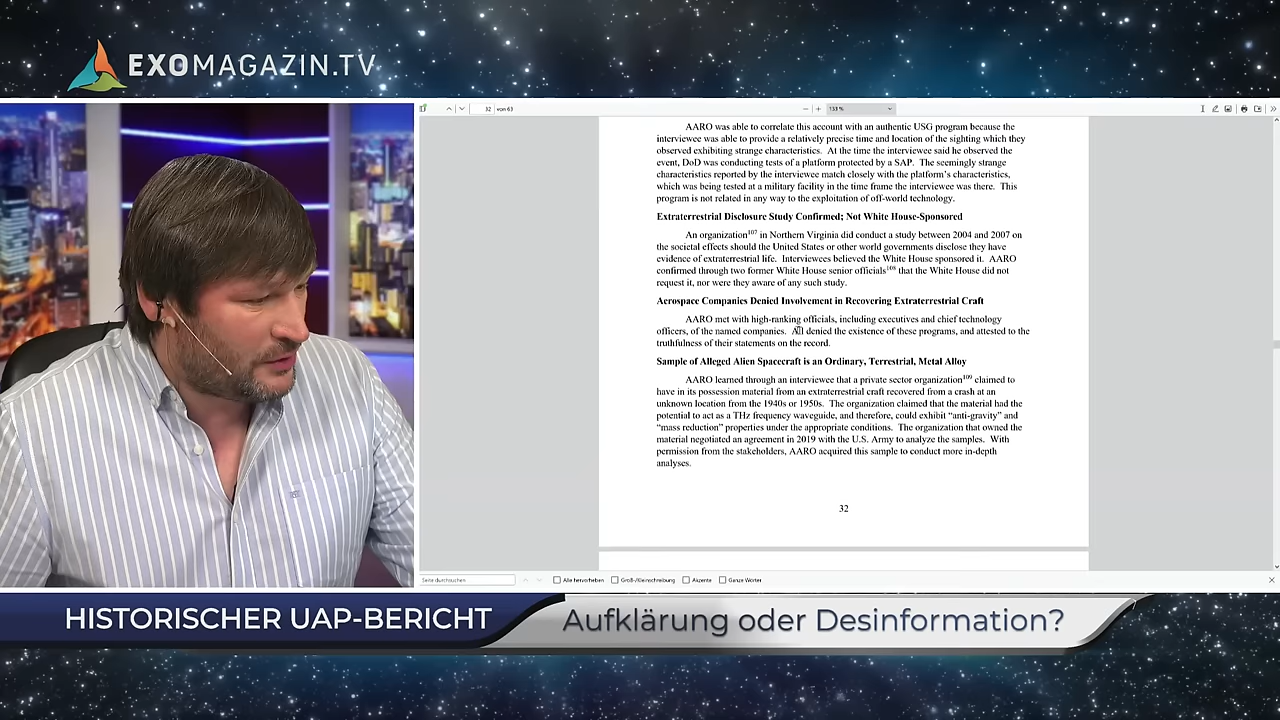 EXOMAGAZIN.TV
32 von 63
133 %
AARO was able to correlate this account with an authentic USG program because the
interviewee was able to provide a relatively precise time and location of the sighting which they
observed exhibiting strange characteristics. At the time the interviewee said he observed the
event, DoD was conducting tests of a platform protected by a SAP. The seemingly strange
characteristics reported by the interviewee match closely with the platform's characteristics,
which was being tested at a military facility in the time frame the interviewee was there. This
program is not related in any way to the exploitation of off-world technology.
Extraterrestrial Disclosure Study Confirmed; Not White House-Sponsored
An organization107 in Northern Virginia did conduct a study between 2004 and 2007 on
the societal effects should the United States or other world governments disclose they have
evidence of extraterrestrial life. Interviewees believed the White House sponsored it. AARO
confirmed through two former White House senior officials108 that the White House did not
request it, nor were they aware of any such study.
Aerospace Companies Denied Involvement in Recovering Extraterrestrial Craft
AARO met with high-ranking officials, including executives and chief technology
officers, of the named companies. All denied the existence of these programs, and attested to the
truthfulness of their statements on the record.
Sample of Alleged Alien Spacecraft is an Ordinary, Terrestrial, Metal Alloy
AARO learned through an interviewee that a private sector organization109 claimed to
have in its possession material from an extraterrestrial craft recovered from a crash at an
unknown location from the 1940s or 1950s. The organization claimed that the material had the
potential to act as a THz frequency waveguide, and therefore, could exhibit “anti-gravity” and
“mass reduction” properties under the appropriate conditions. The organization that owned the
material negotiated an agreement in 2019 with the U.S. Army to analyze the samples. With
permission from the stakeholders, AARO acquired this sample to conduct more in-depth
analyses.
32
Seite durchsuchen Alle hervorheben Groß-/Kleinschreibung Akzente Ganze Wörter
HISTORISCHER UAP-BERICHT
Aufklärung oder Desinformation?